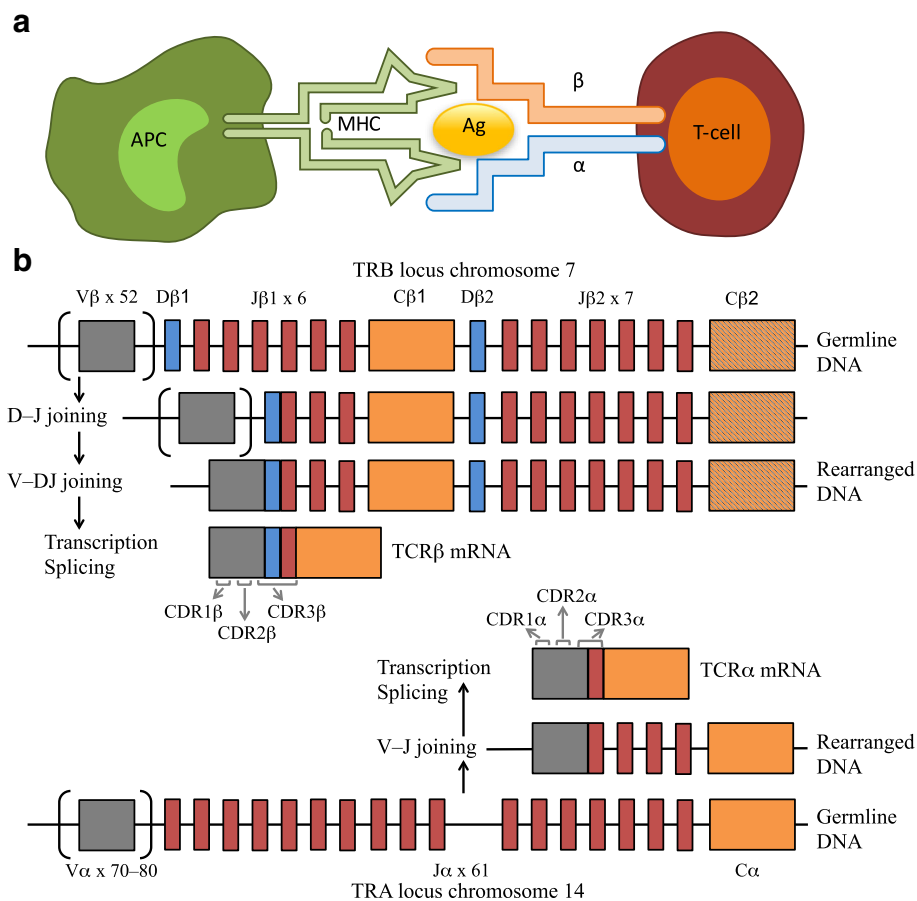 a
APC
MHC
Ag
β
α
T-cell
b
TRB locus chromosome 7
Vβ x 52
Dβ1
Jβ1 x 6
Cβ1
Dβ2
Jβ2 x 7
Cβ2
Germline
DNA
D–J joining
V–DJ joining
Rearranged
DNA
Transcription
Splicing
TCRβ mRNA
CDR1β
CDR2β
CDR3β
CDR2α
CDR1α
CDR3α
Transcription
Splicing
TCRα mRNA
V–J joining
Rearranged
DNA
Germline
DNA
Vα x 70–80
Jα x 61
Cα
TRA locus chromosome 14